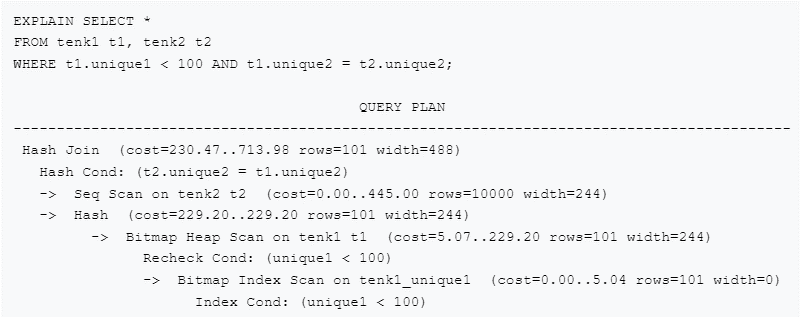 EXPLAIN SELECT *
FROM tenk1 t1, tenk2 t2
WHERE t1.unique1 < 100 AND t1.unique2 = t2.unique2;
QUERY PLAN
------------------------------------------------------------------------------------------
Hash Join  (cost=230.47..713.98 rows=101 width=488)
Hash Cond: (t2.unique2 = t1.unique2)
->  Seq Scan on tenk2 t2  (cost=0.00..445.00 rows=10000 width=244)
->  Hash  (cost=229.20..229.20 rows=101 width=244)
->  Bitmap Heap Scan on tenk1 t1  (cost=5.07..229.20 rows=101 width=244)
Recheck Cond: (unique1 < 100)
->  Bitmap Index Scan on tenk1_unique1  (cost=0.00..5.04 rows=101 width=0)
Index Cond: (unique1 < 100)